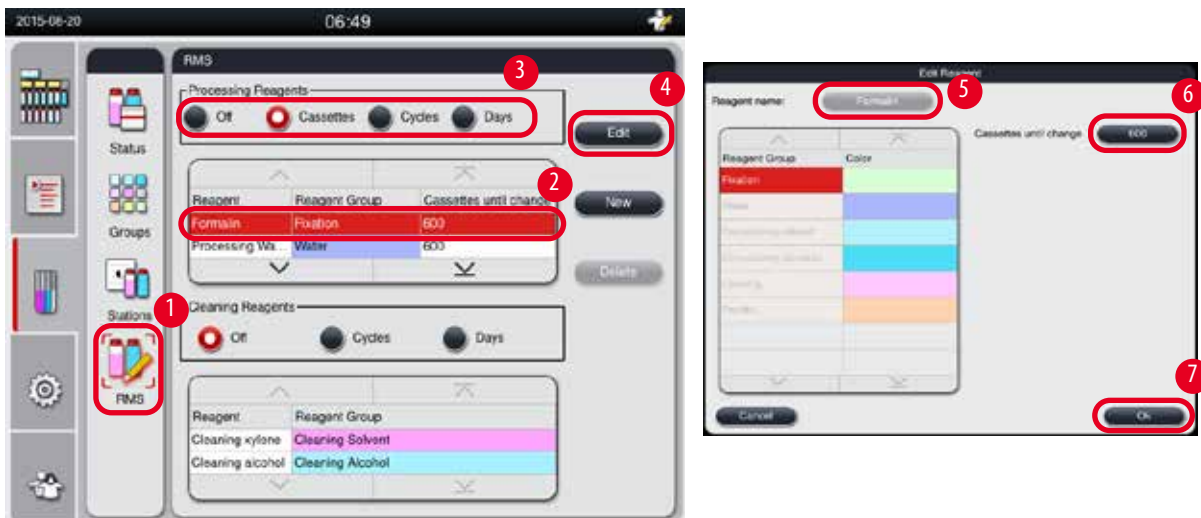 2015-08-20 06:49
RMS
3
Processing Reagents
4
Off Cassettes Cycles Days
Edit
Status
2
Reagent Reagent Group Cassettes until change
New
Formalin Fixation 600
Groups
Processing Wa... Water 600
Delete
1
Stations
Cleaning Reagents
Off Cycles Days
RMS
Reagent Reagent Group
Cleaning xylene Cleaning Solvent
Cleaning alcohol Cleaning Alcohol
Edit Reagent
5
6
Reagent name: Formalin
Cassettes until change 600
Reagent Group Color
Fixation
7
Cancel Ok